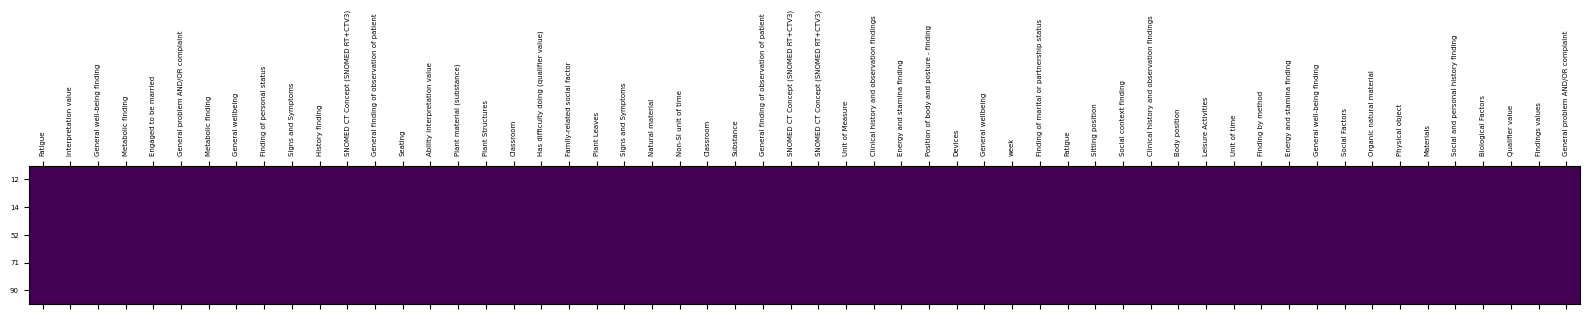 Fatigue
Interpretation value
General well-being finding
Metabolic finding
Engaged to be married
General problem AND/OR complaint
Metabolic finding
General wellbeing
Finding of personal status
Signs and Symptoms
History finding
SNOMED CT Concept (SNOMED RT+CTV3)
General finding of observation of patient
Seating
Ability interpretation value
Plant material (substance)
Plant Structures
Classroom
Has difficulty doing (qualifier value)
Family-related social factor
Plant Leaves
Signs and Symptoms
Natural material
Non-SI unit of time
Classroom
Substance
General finding of observation of patient
SNOMED CT Concept (SNOMED RT+CTV3)
SNOMED CT Concept (SNOMED RT+CTV3)
Unit of Measure
Clinical history and observation findings
Energy and stamina finding
Position of body and posture - finding
Devices
General wellbeing
week
Finding of marital or partnership status
Fatigue
Sitting position
Social context finding
Clinical history and observation findings
Body position
Leisure Activities
Unit of time
Finding by method
Energy and stamina finding
General well-being finding
Social Factors
Organic natural material
Physical object
Materials
Social and personal history finding
Biological Factors
Qualifier value
Findings values
General problem AND/OR complaint
12
14
52
71
90